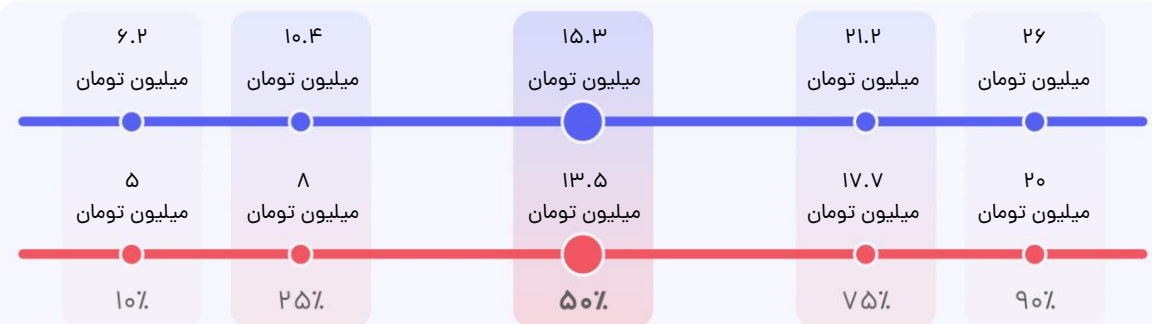 ۶.۲ ۱۰.۴ ۱۵.۳ ۲۱.۲ ۲۶
میلیون تومان میلیون تومان میلیون تومان میلیون تومان میلیون تومان
۵ ۸ ۱۳.۵ ۱۷.۷ ۲۰
میلیون تومان میلیون تومان میلیون تومان میلیون تومان میلیون تومان
۱۰٪ ۲۵٪ ۵۰٪ ۷۵٪ ۹۰٪